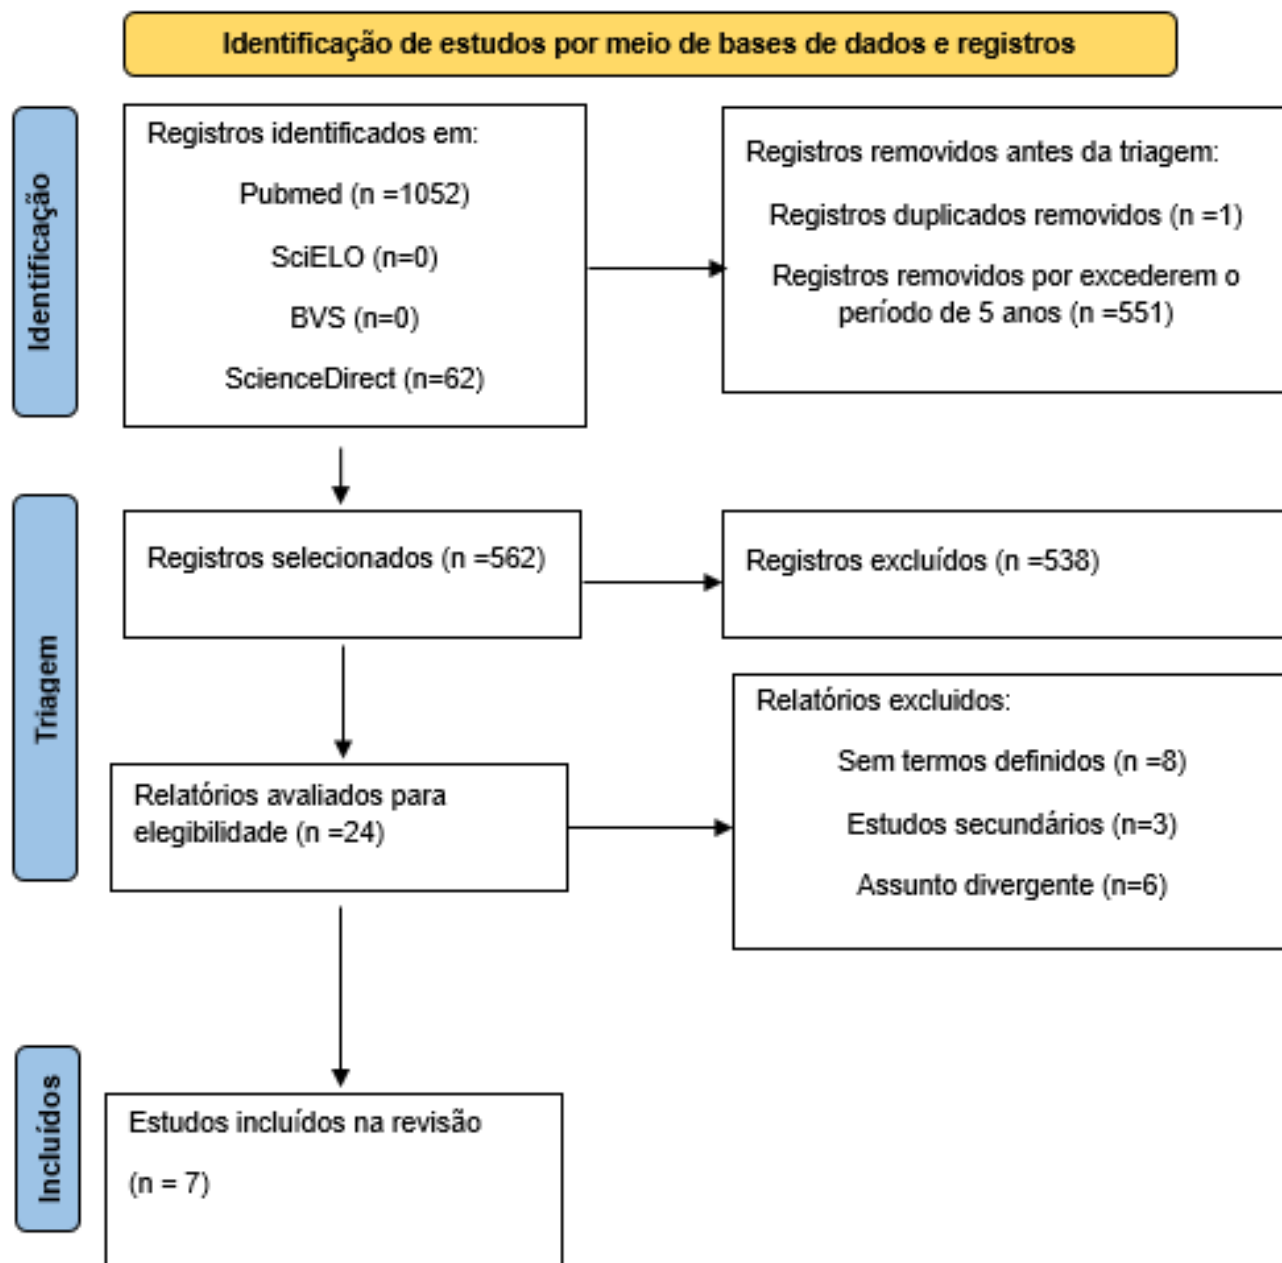 Identificação de estudos por meio de bases de dados e registros
Identificação
Registros identificados em:
Pubmed (n =1052)
SciELO (n=0)
BVS (n=0)
ScienceDirect (n=62)
Registros removidos antes da triagem:
Registros duplicados removidos (n =1)
Registros removidos por excederem o
período de 5 anos (n =551)
Triagem
Registros selecionados (n =562)
Registros excluídos (n =538)
Relatórios avaliados para
elegibilidade (n =24)
Relatórios excluidos:
Sem termos definidos (n =8)
Estudos secundários (n=3)
Assunto divergente (n=6)
Incluídos
Estudos incluídos na revisão
(n = 7)